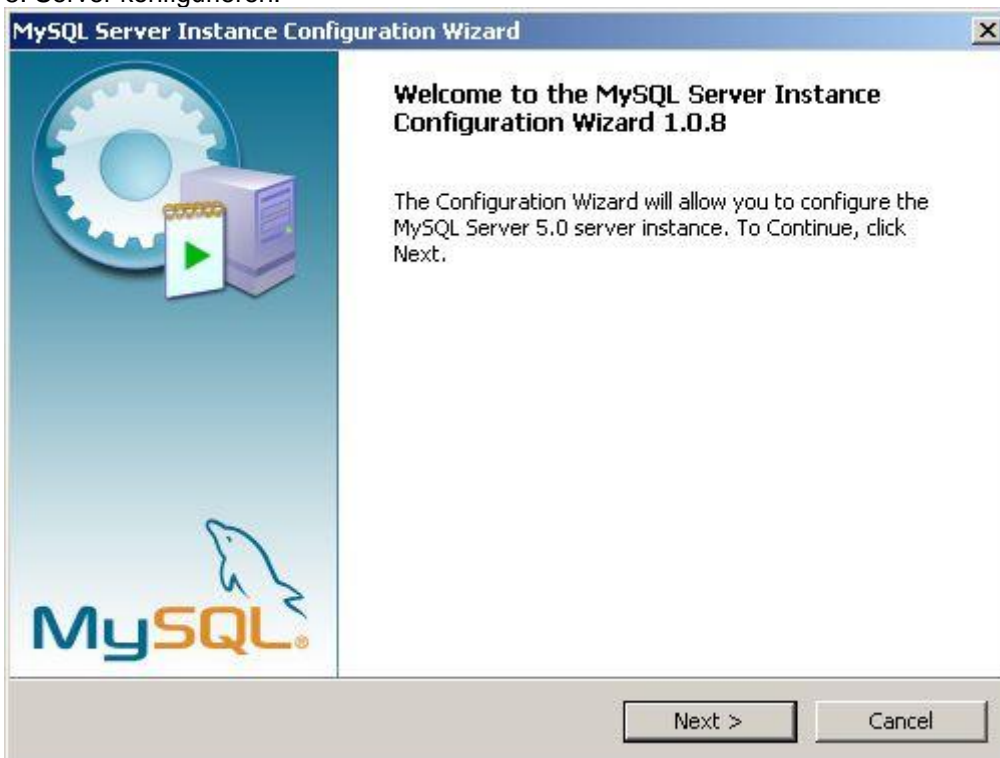 Server konfigurieren:
MySQL Server Instance Configuration Wizard
Welcome to the MySQL Server Instance
Configuration Wizard 1.0.8
The Configuration Wizard will allow you to configure the
MySQL Server 5.0 server instance. To Continue, click
Next.
MySQL®
Next >
Cancel